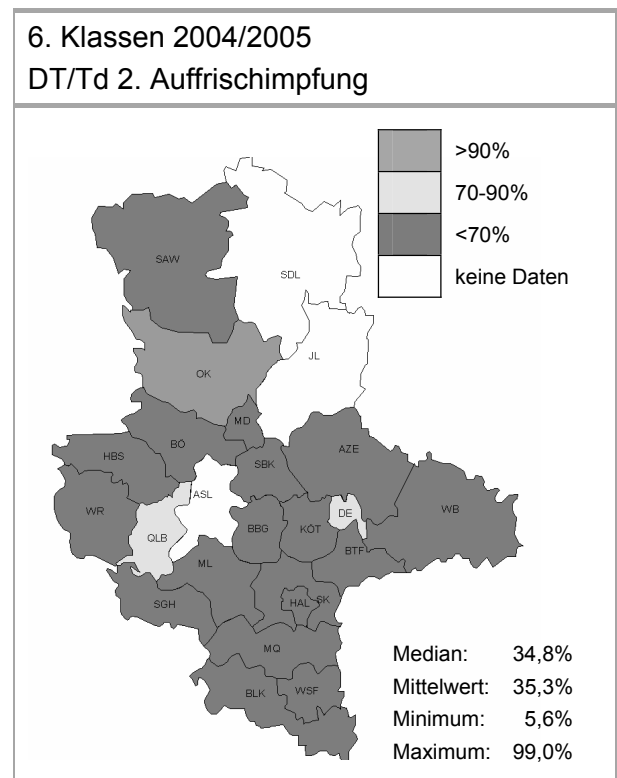 6. Klassen 2004/2005
DT/Td 2. Auffrischimpfung
>90%
70-90%
<70%
keine Daten
SAW
SDL
OK
JL
MD
BÖ
HBS
SBK
AZE
ASL
WR
QLB
BBG
KÖT
DE
WB
BTF
ML
SGH
HAL
SK
MQ
BLK
WSF
Median: 34,8%
Mittelwert: 35,3%
Minimum: 5,6%
Maximum: 99,0%